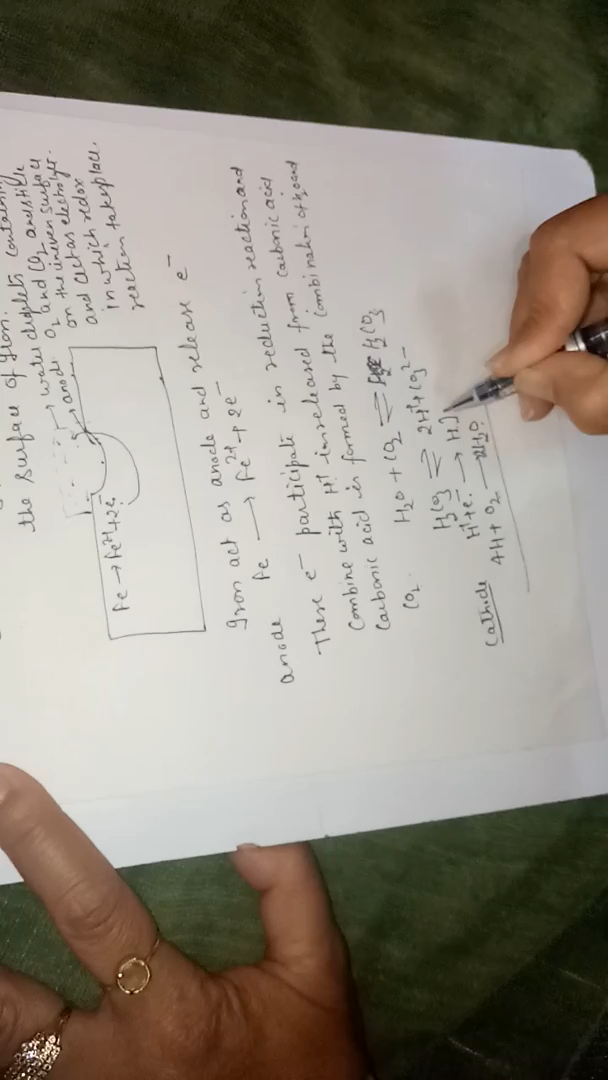 the surface of Iron.
→ water droplets containing
O2 and CO2 and stick
on the uneven surface
and act as electrolyte
in which redox
reaction takes place.
→ anode
Fe → Fe2+ + 2e-
Iron act as anode and release e-
anode Fe → Fe2+ + 2e-
These e- participate in reduction reaction and
Combine with H+ in released from carbonic acid
Carbonic acid is formed by the combination of H2O and
CO2. H2O + CO2 ⇌ H2CO3
H2CO3 ⇌ 2H+ + CO3 2-
H+ + e- → H
Cathode 4H + O2 → 2H2O